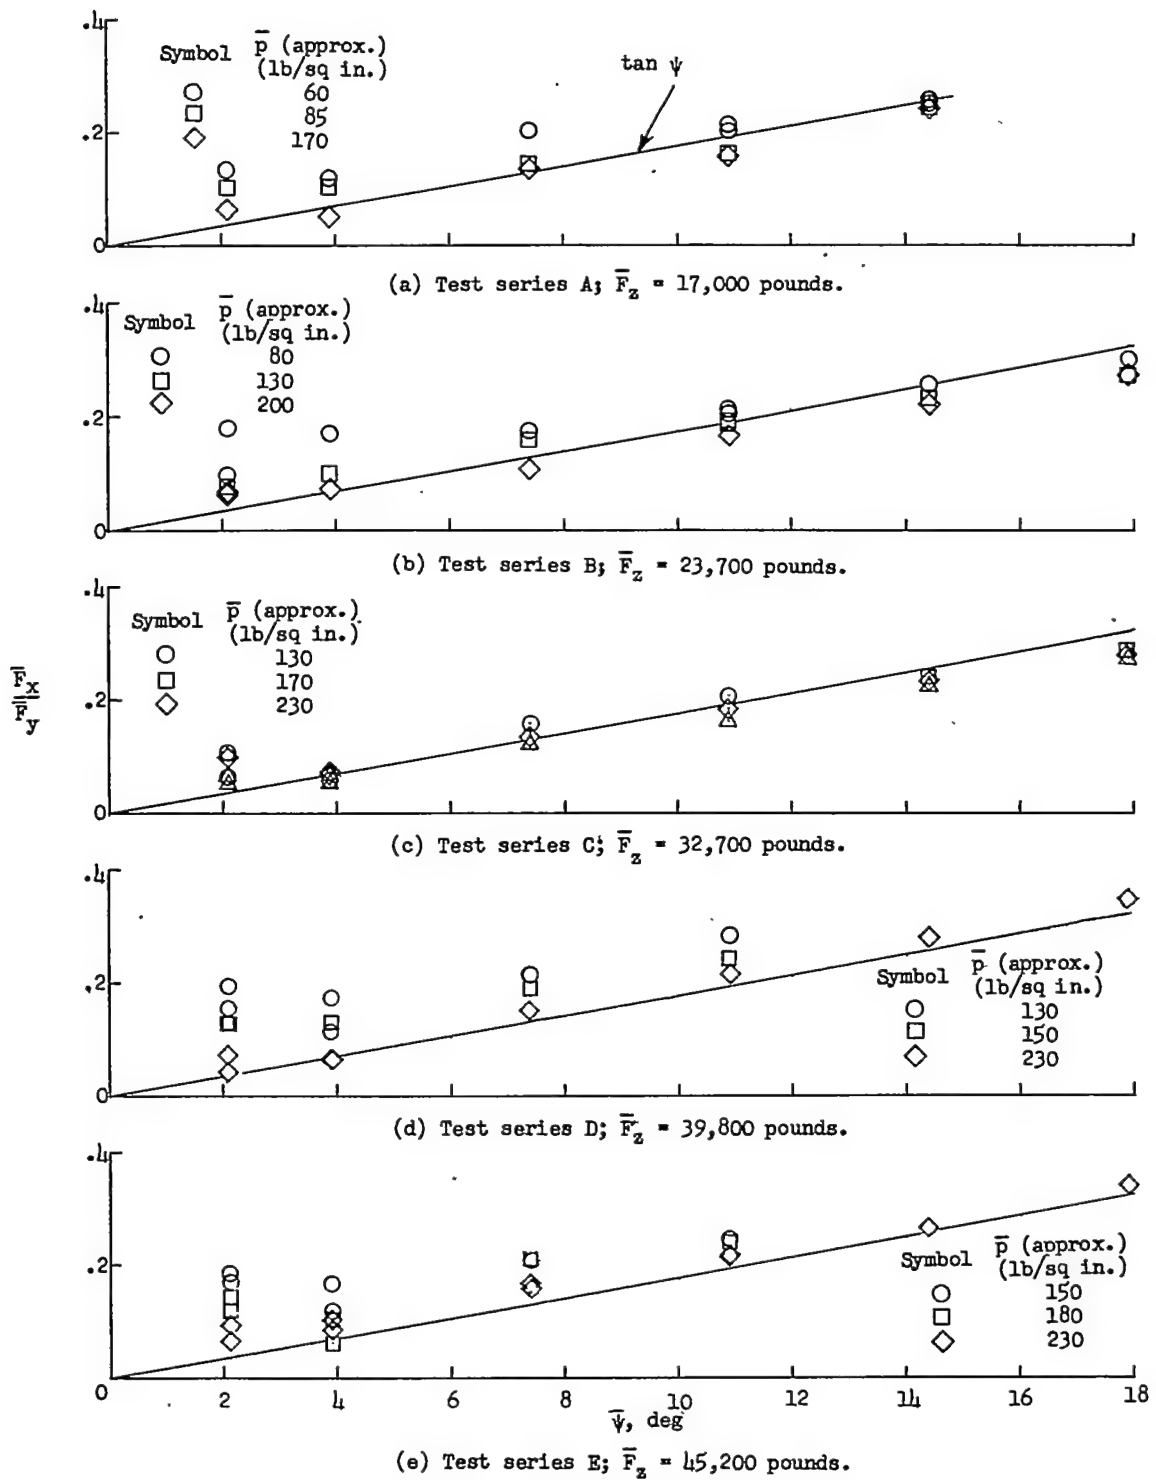 .4
Symbol p̄ (approx.)
(lb/sq in.)
60
85
170
tan ψ
.2
0
(a) Test series A; F̄z = 17,000 pounds.
.4
Symbol p̄ (approx.)
(lb/sq in.)
80
130
200
.2
0
(b) Test series B; F̄z = 23,700 pounds.
.4
Symbol p̄ (approx.)
(lb/sq in.)
130
170
230
F̄x
F̄y
.2
0
(c) Test series C; F̄z = 32,700 pounds.
.4
.2
Symbol p̄ (approx.)
(lb/sq in.)
130
150
230
0
(d) Test series D; F̄z = 39,800 pounds.
.4
.2
Symbol p̄ (approx.)
(lb/sq in.)
150
180
230
0
0 2 4 6 8 10 12 14 16 18
ψ̄, deg
(e) Test series E; F̄z = 45,200 pounds.